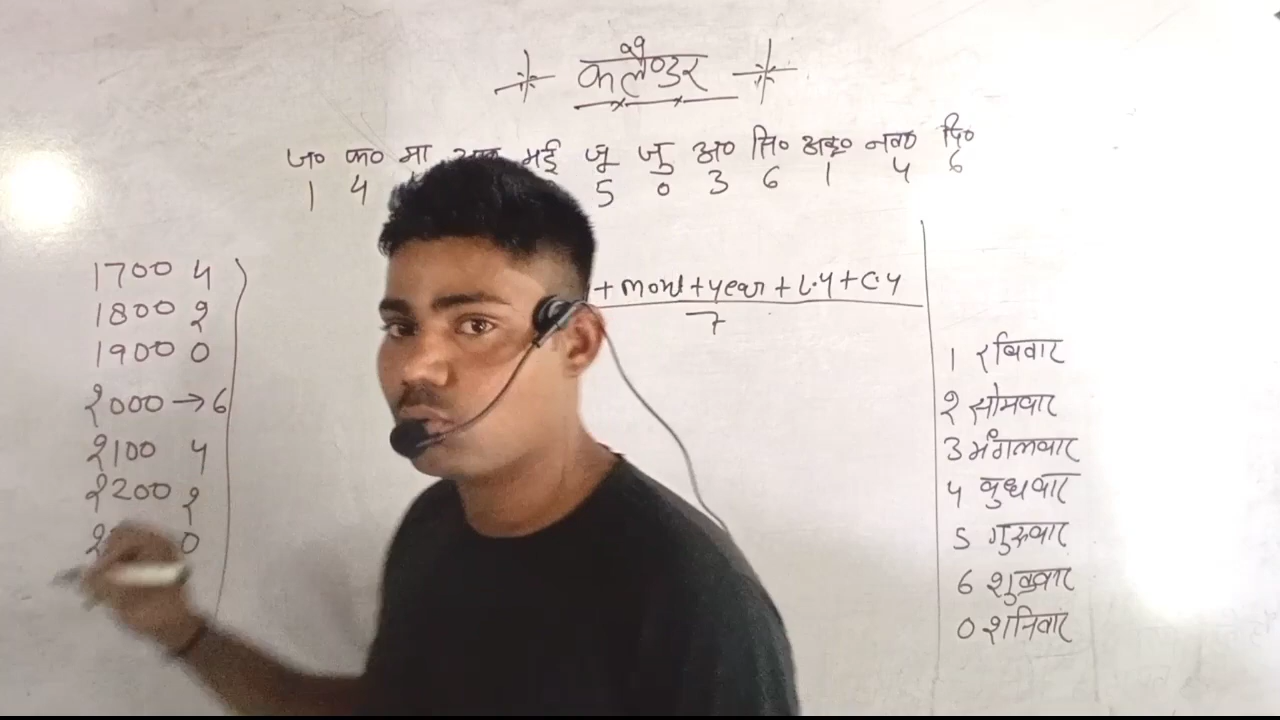 कैलेण्डर
ज० फ० मा मई जू जु अ० सि० अक्टू० नव० दि०
1 4 5 0 3 6 1 4 6
1700 4
1800 2
1900 0
2000 → 6
2100 4
2200 2
0
+ mont + year + L.y + C.y
7
1 रविवार
2 सोमवार
3 मंगलवार
4 बुधवार
5 गुरुवार
6 शुक्रवार
0 शनिवार